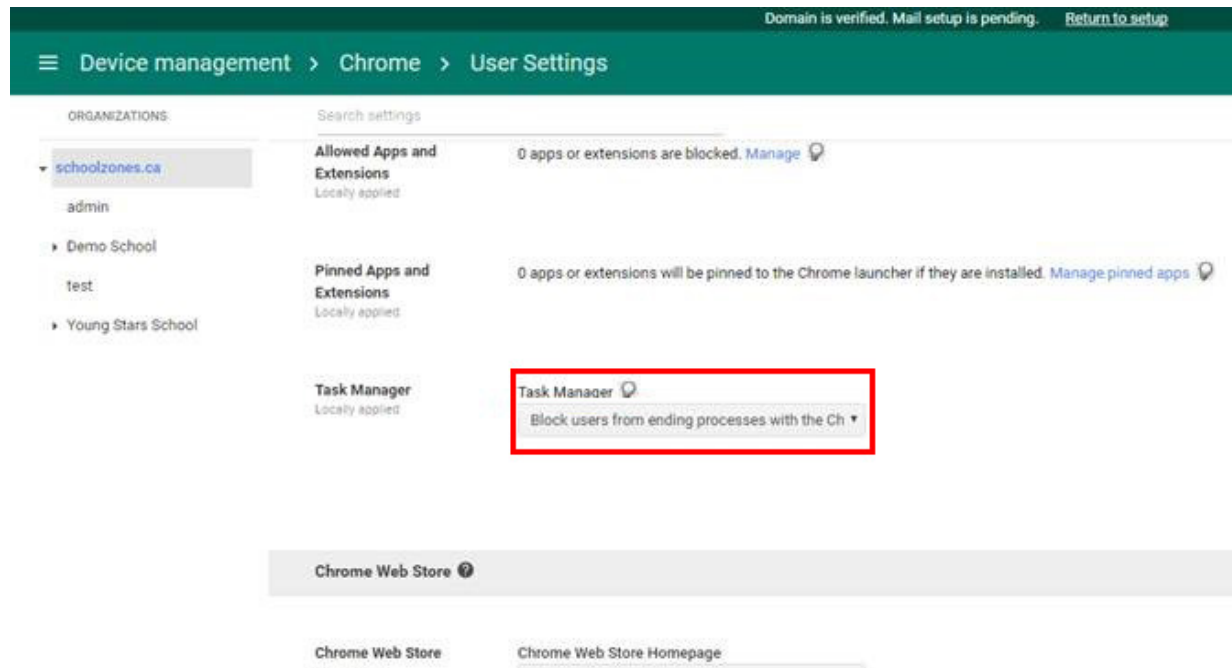 Domain is verified. Mail setup is pending. Return to setup
Device management > Chrome > User Settings
ORGANIZATIONS
Search settings
schoolzones.ca
admin
Demo School
test
Young Stars School
Allowed Apps and
Extensions
Locally applied
0 apps or extensions are blocked. Manage
Pinned Apps and
Extensions
Locally applied
0 apps or extensions will be pinned to the Chrome launcher if they are installed. Manage pinned apps
Task Manager
Locally applied
Task Manager
Block users from ending processes with the Ch
Chrome Web Store
Chrome Web Store
Chrome Web Store Homepage